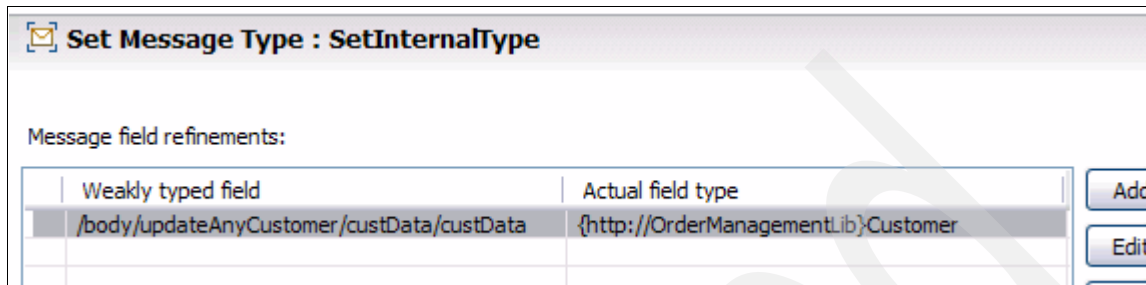 Set Message Type : SetInternalType
Message field refinements:
Weakly typed field Actual field type Add
/body/updateAnyCustomer/custData/custData {http://OrderManagementLib}Customer
Edit